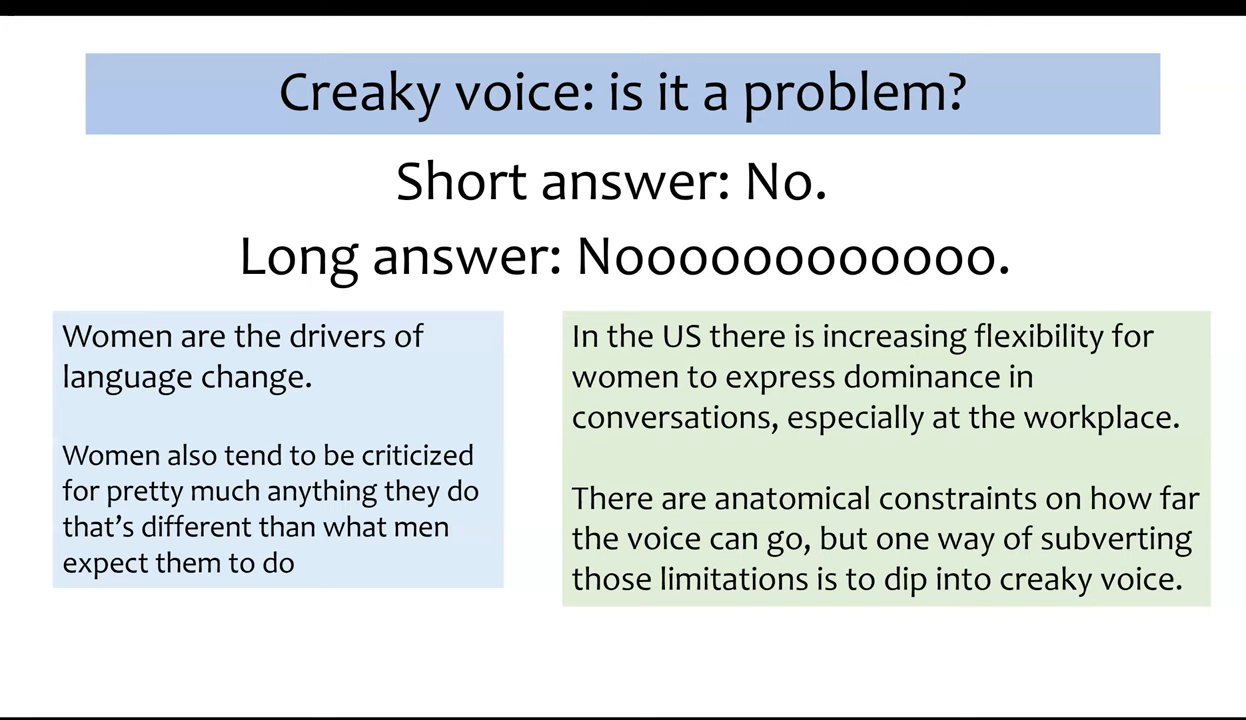 Creaky voice: is it a problem?
Short answer: No.
Long answer: Noooooooooooo.
Women are the drivers of
language change.
Women also tend to be criticized
for pretty much anything they do
that’s different than what men
expect them to do
In the US there is increasing flexibility for
women to express dominance in
conversations, especially at the workplace.
There are anatomical constraints on how far
the voice can go, but one way of subverting
those limitations is to dip into creaky voice.